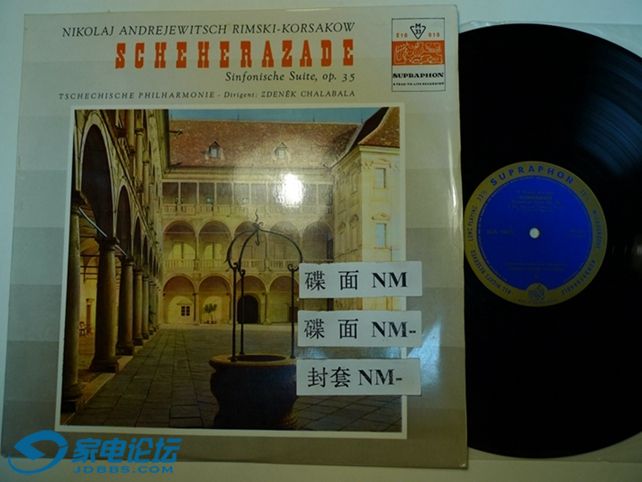 NIKOLAJ ANDREJEWITSCH RIMSKI-KORSAKOW
SCHEHERAZADE
Sinfonische Suite, op. 35
TSCHECHISCHE PHILHARMONIE - Dirigent: ZDENĚK CHALABALA
SUPRAPHON
碟面 NM
碟面 NM-
封套 NM-
SUPRAPHON
家电论坛
JDBBS.COM